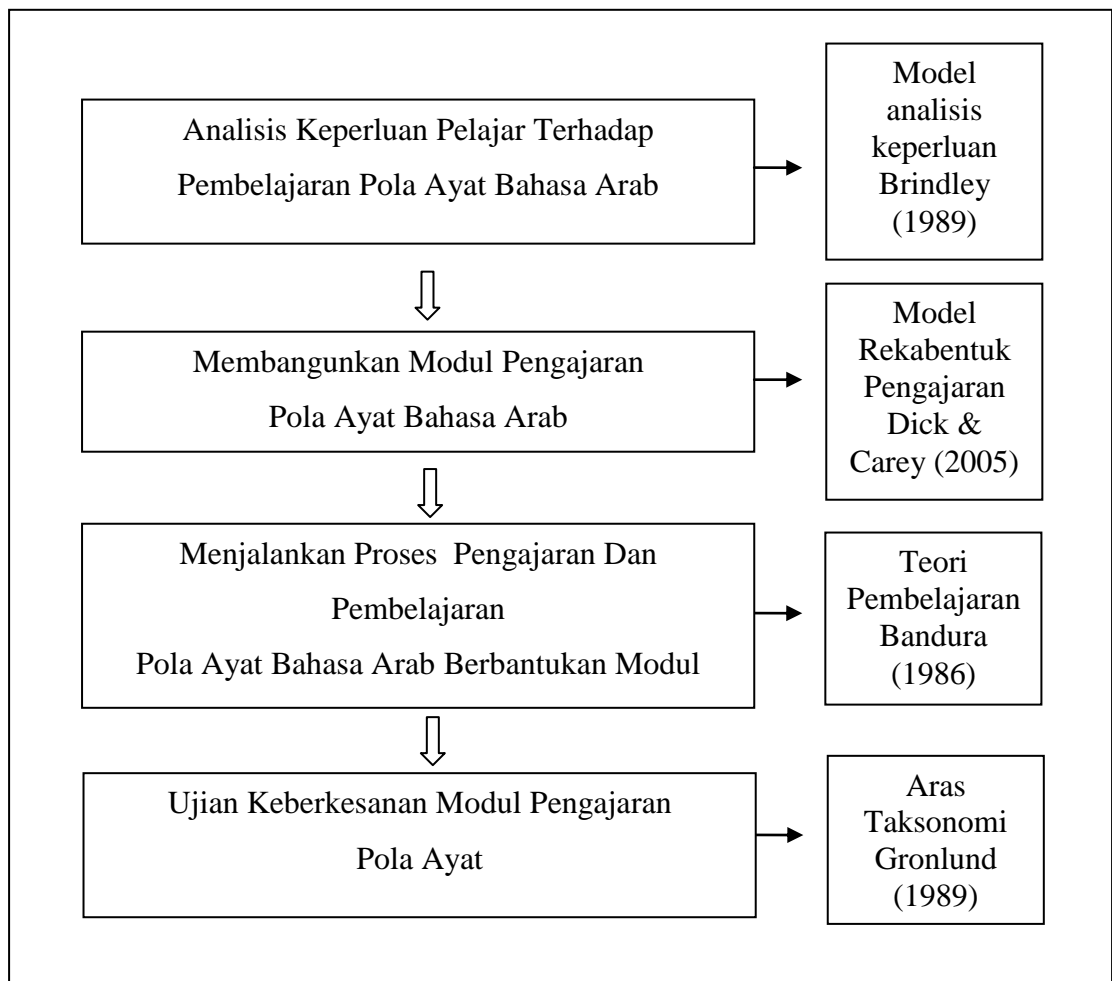 Analisis Keperluan Pelajar Terhadap
Pembelajaran Pola Ayat Bahasa Arab
Model
analisis
keperluan
Brindley
(1989)
Membangunkan Modul Pengajaran
Pola Ayat Bahasa Arab
Model
Rekabentuk
Pengajaran
Dick &
Carey (2005)
Menjalankan Proses Pengajaran Dan
Pembelajaran
Pola Ayat Bahasa Arab Berbantukan Modul
Teori
Pembelajaran
Bandura
(1986)
Ujian Keberkesanan Modul Pengajaran
Pola Ayat
Aras
Taksonomi
Gronlund
(1989)